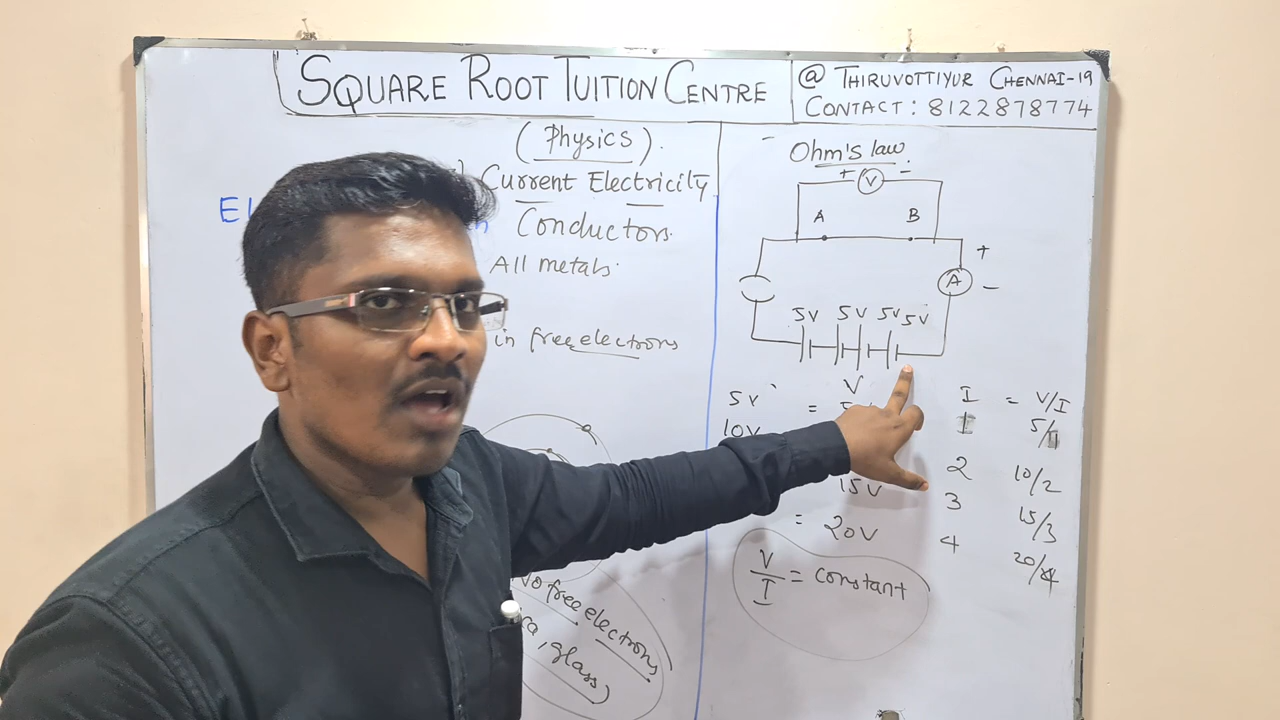 SQUARE ROOT TUITION CENTRE
@ THIRUVOTTIYUR CHENNAI-19
CONTACT: 8122878774
(Physics).
Current Electricity
El
Conductors.
All metals.
in free electrons
No free electrons
, glass)
Ohm's law
+ V -
A B
+
A
-
5V 5V 5V 5V
V I = V/I
5V = 1 5/1
10V 2 10/2
15V 3 15/3
= 20V 4 20/4
V/I = constant